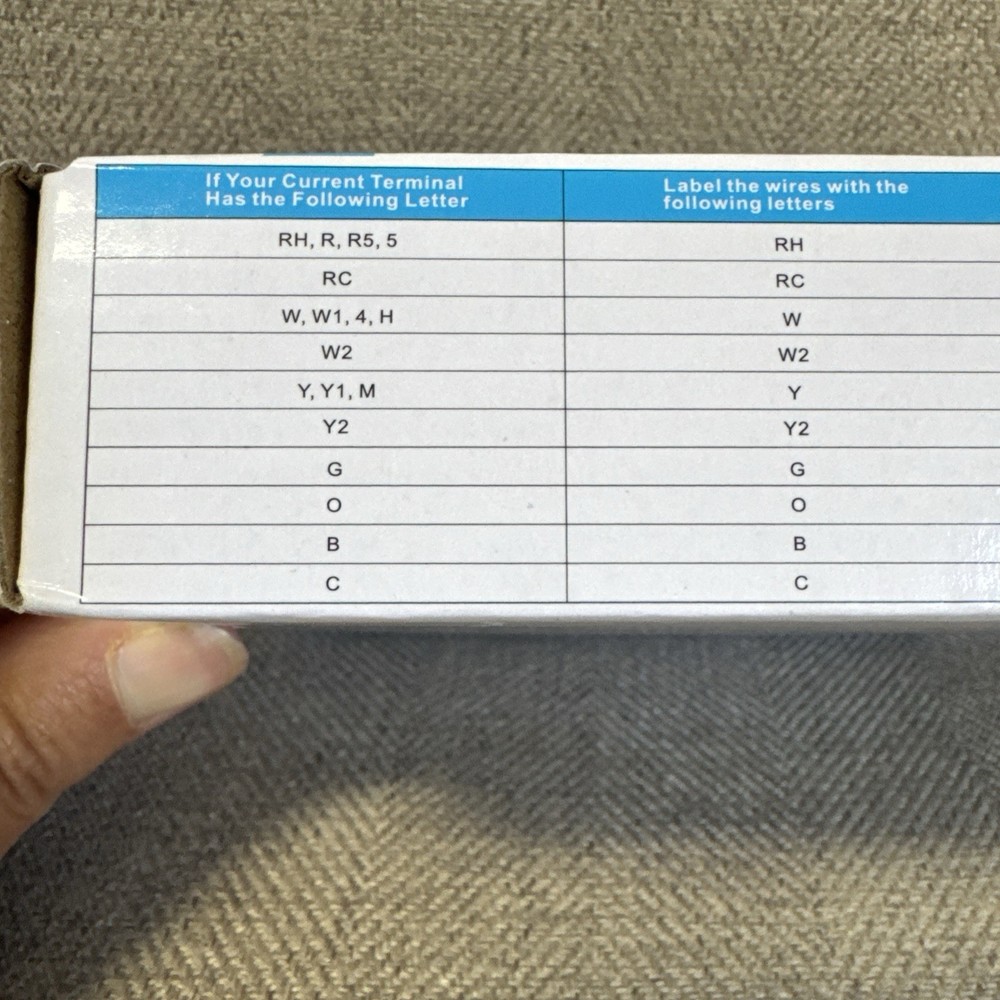 If Your Current Terminal
Has the Following Letter
Label the wires with the
following letters
RH, R, R5, 5
RH
RC
RC
W, W1, 4, H
W
W2
W2
Y, Y1, M
Y
Y2
Y2
G
G
O
O
B
B
C
C